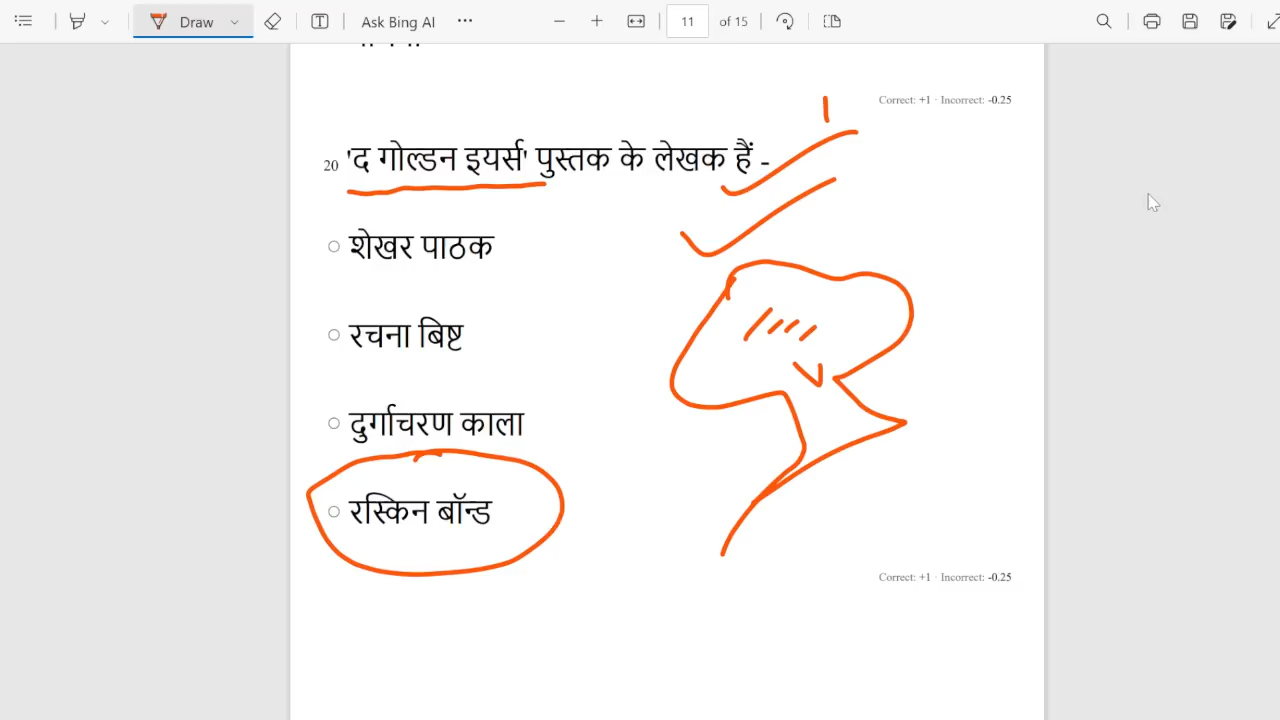 Draw
Ask Bing AI
11 of 15
Correct: +1 · Incorrect: -0.25
20 'द गोल्डन इयर्स' पुस्तक के लेखक हैं -
शेखर पाठक
रचना बिष्ट
दुर्गाचरण काला
रस्किन बॉन्ड
Correct: +1 · Incorrect: -0.25